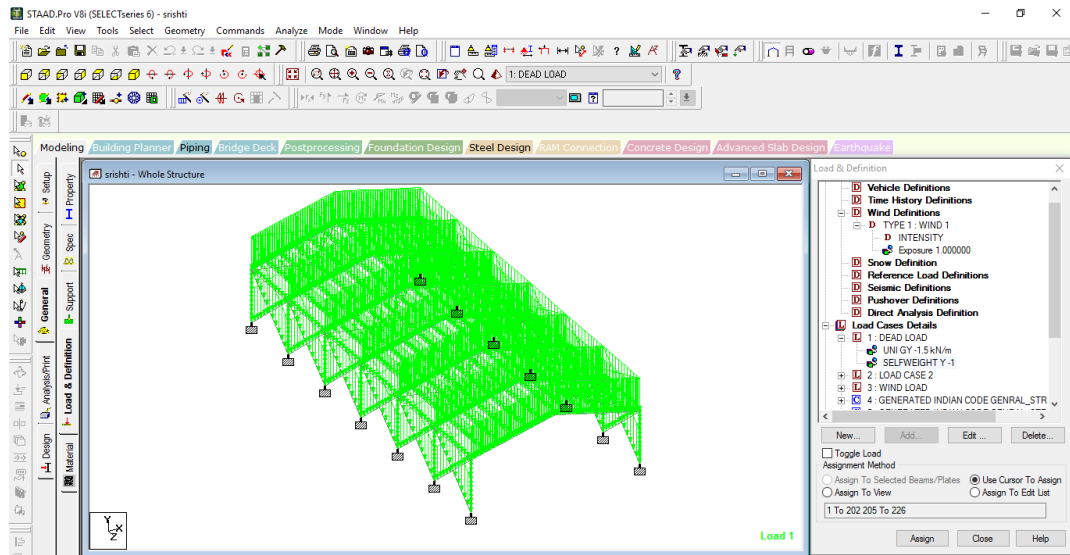 STAAD.Pro V8i (SELECTseries 6) - srishti
File Edit View Tools Select Geometry Commands Analyze Mode Window Help
1: DEAD LOAD
Modeling Building Planner Piping Bridge Deck Postprocessing Foundation Design Steel Design RAM Connection Concrete Design Advanced Slab Design Earthquake
Setup
Geometry
General
Analysis/Print
Design
Property
Spec
Support
Load & Definition
Material
srishti - Whole Structure
Y
X
Z
Load 1
Load & Definition
D Vehicle Definitions
D Time History Definitions
D Wind Definitions
D TYPE 1 : WIND 1
D INTENSITY
Exposure 1.000000
D Snow Definition
D Reference Load Definitions
D Seismic Definitions
D Pushover Definitions
D Direct Analysis Definition
L Load Cases Details
L 1 : DEAD LOAD
UNI GY -1.5 kN/m
SELFWEIGHT Y -1
L 2 : LOAD CASE 2
L 3 : WIND LOAD
C 4 : GENERATED INDIAN CODE GENRAL_STR
New... Add... Edit ... Delete...
Toggle Load
Assignment Method
Assign To Selected Beams/Plates Use Cursor To Assign
Assign To View Assign To Edit List
1 To 202 205 To 226
Assign Close Help